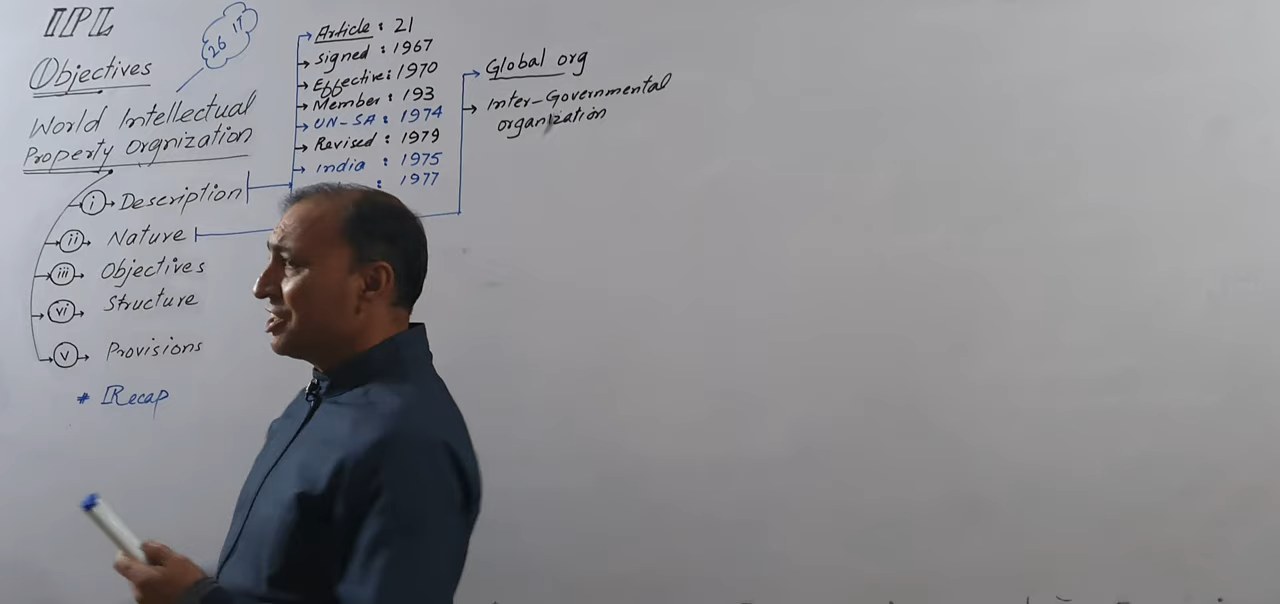 IPL
① Objectives
World Intellectual
Property Orgnization
26 17
i Description
ii Nature
iii Objectives
vi Structure
v Provisions
# Recap
Article : 21
Signed : 1967
Effective : 1970
Member : 193
UN-SA : 1974
Revised : 1979
India : 1975
: 1977
Global org
Inter-Governmental
organization